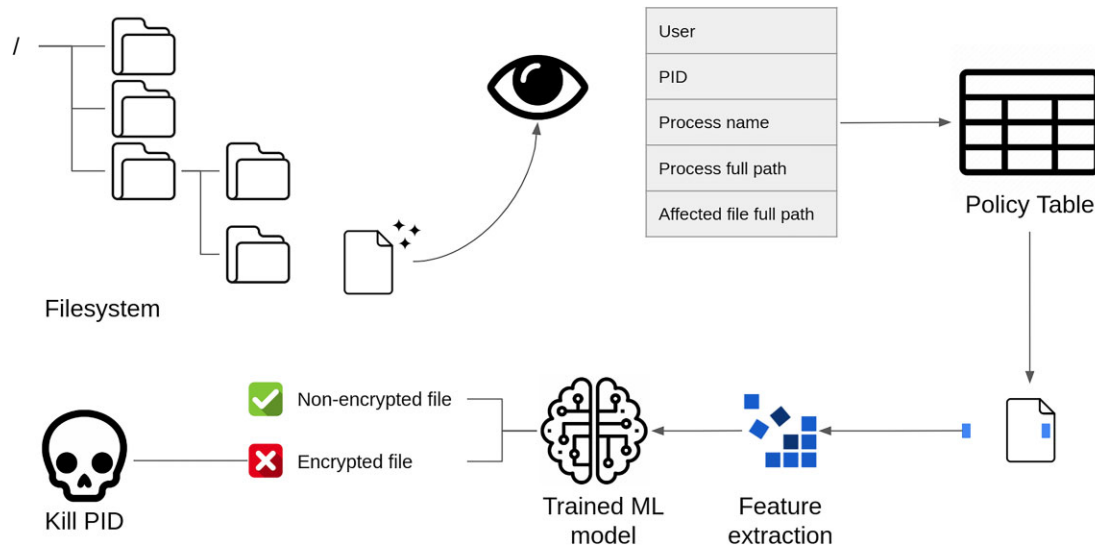 /
Filesystem
User
PID
Process name
Process full path
Affected file full path
Policy Table
Non-encrypted file
Encrypted file
Kill PID
Trained ML
model
Feature
extraction